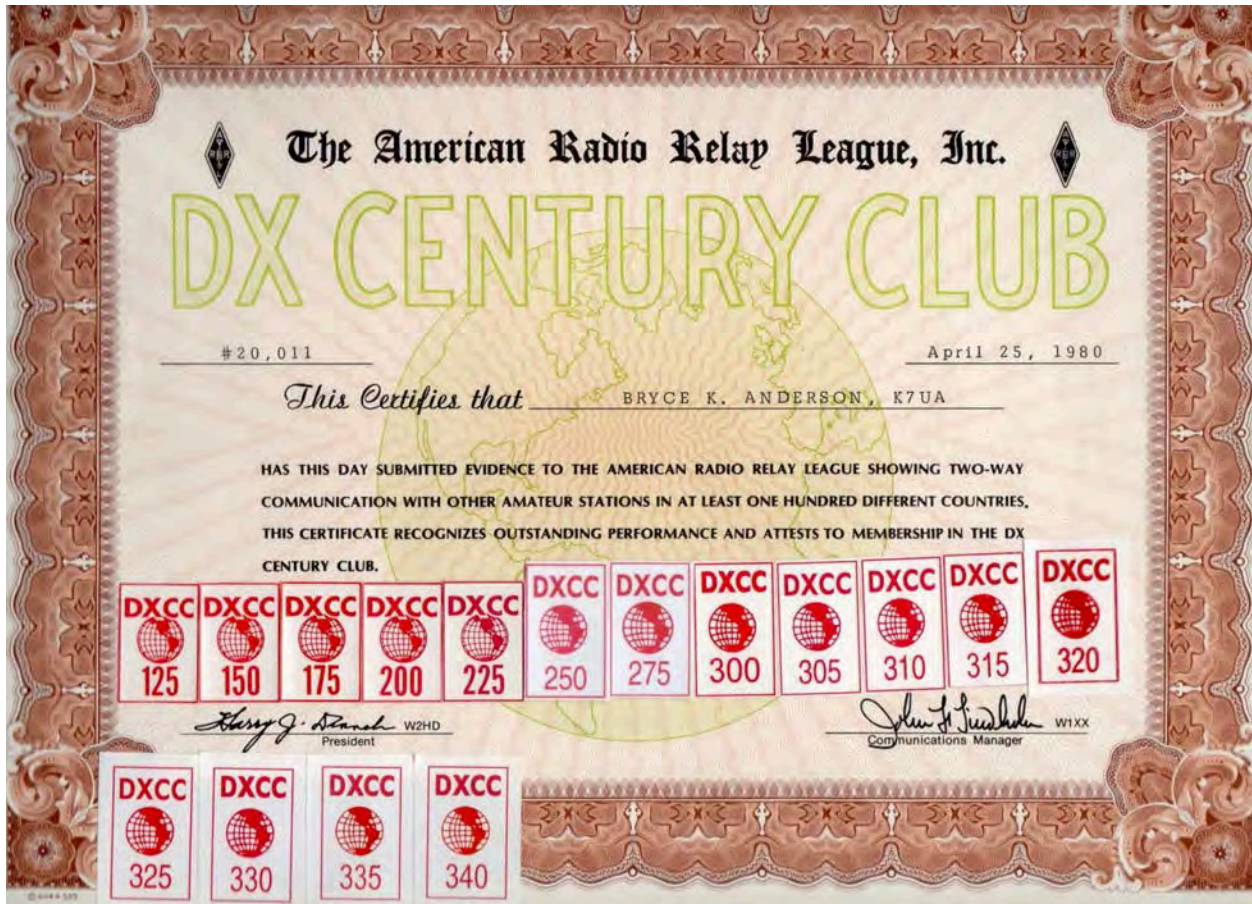 The American Radio Relay League, Inc.
DX CENTURY CLUB
#20,011
April 25, 1980
This Certifies that BRYCE K. ANDERSON, K7UA
HAS THIS DAY SUBMITTED EVIDENCE TO THE AMERICAN RADIO RELAY LEAGUE SHOWING TWO-WAY
COMMUNICATION WITH OTHER AMATEUR STATIONS IN AT LEAST ONE HUNDRED DIFFERENT COUNTRIES.
THIS CERTIFICATE RECOGNIZES OUTSTANDING PERFORMANCE AND ATTESTS TO MEMBERSHIP IN THE DX
CENTURY CLUB.
DXCC DXCC DXCC DXCC DXCC DXCC DXCC DXCC DXCC DXCC DXCC DXCC
125 150 175 200 225 250 275 300 305 310 315 320
W2HD
President
W1XX
Communications Manager
DXCC DXCC DXCC DXCC
325 330 335 340